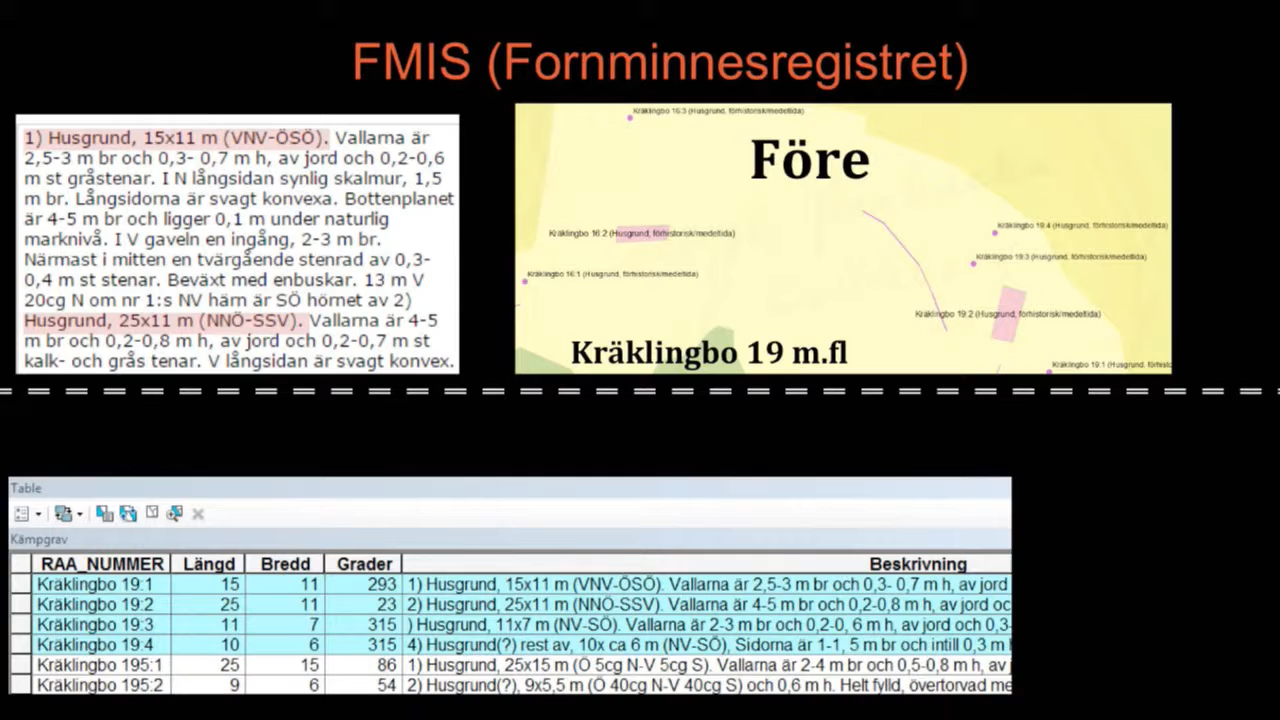 FMIS (Fornminnesregistret)
1) Husgrund, 15x11 m (VNV-ÖSÖ). Vallarna är
2,5-3 m br och 0,3- 0,7 m h, av jord och 0,2-0,6
m st gråstenar. I N långsidan synlig skalmur, 1,5
m br. Långsidorna är svagt konvexa. Bottenplanet
är 4-5 m br och ligger 0,1 m under naturlig
marknivå. I V gaveln en ingång, 2-3 m br.
Närmast i mitten en tvärgående stenrad av 0,3-
0,4 m st stenar. Beväxt med enbuskar. 13 m V
20cg N om nr 1:s NV hörn är SÖ hörnet av 2)
Husgrund, 25x11 m (NNÖ-SSV). Vallarna är 4-5
m br och 0,2-0,8 m h, av jord och 0,2-0,7 m st
kalk- och grås tenar. V långsidan är svagt konvex.
Kräklingbo 16:3 (Husgrund, förhistorisk/medeltida)
Före
Kräklingbo 16:2 (Husgrund, förhistorisk/medeltida)
Kräklingbo 19:4 (Husgrund, förhistorisk/medeltida)
Kräklingbo 19:3 (Husgrund, förhistorisk/medeltida)
Kräklingbo 16:1 (Husgrund, förhistorisk/medeltida)
Kräklingbo 19:2 (Husgrund, förhistorisk/medeltida)
Kräklingbo 19 m.fl
Kräklingbo 19:1 (Husgrund, förhistorisk/medeltida)
Table
Kämpgrav
RAA_NUMMER Längd Bredd Grader Beskrivning
Kräklingbo 19:1 15 11 293 1) Husgrund, 15x11 m (VNV-ÖSÖ). Vallarna är 2,5-3 m br och 0,3- 0,7 m h, av jord
Kräklingbo 19:2 25 11 23 2) Husgrund, 25x11 m (NNÖ-SSV). Vallarna är 4-5 m br och 0,2-0,8 m h, av jord oc
Kräklingbo 19:3 11 7 315 ) Husgrund, 11x7 m (NV-SÖ). Vallarna är 2-3 m br och 0,2-0, 6 m h, av jord och 0,3-
Kräklingbo 19:4 10 6 315 4) Husgrund(?) rest av, 10x ca 6 m (NV-SÖ), Sidorna är 1-1, 5 m br och intill 0,3 m h
Kräklingbo 195:1 25 15 86 1) Husgrund, 25x15 m (Ö 5cg N-V 5cg S). Vallarna är 2-4 m br och 0,5-0,8 m h, av j
Kräklingbo 195:2 9 6 54 2) Husgrund(?), 9x5,5 m (Ö 40cg N-V 40cg S) och 0,6 m h. Helt fylld, övertorvad me